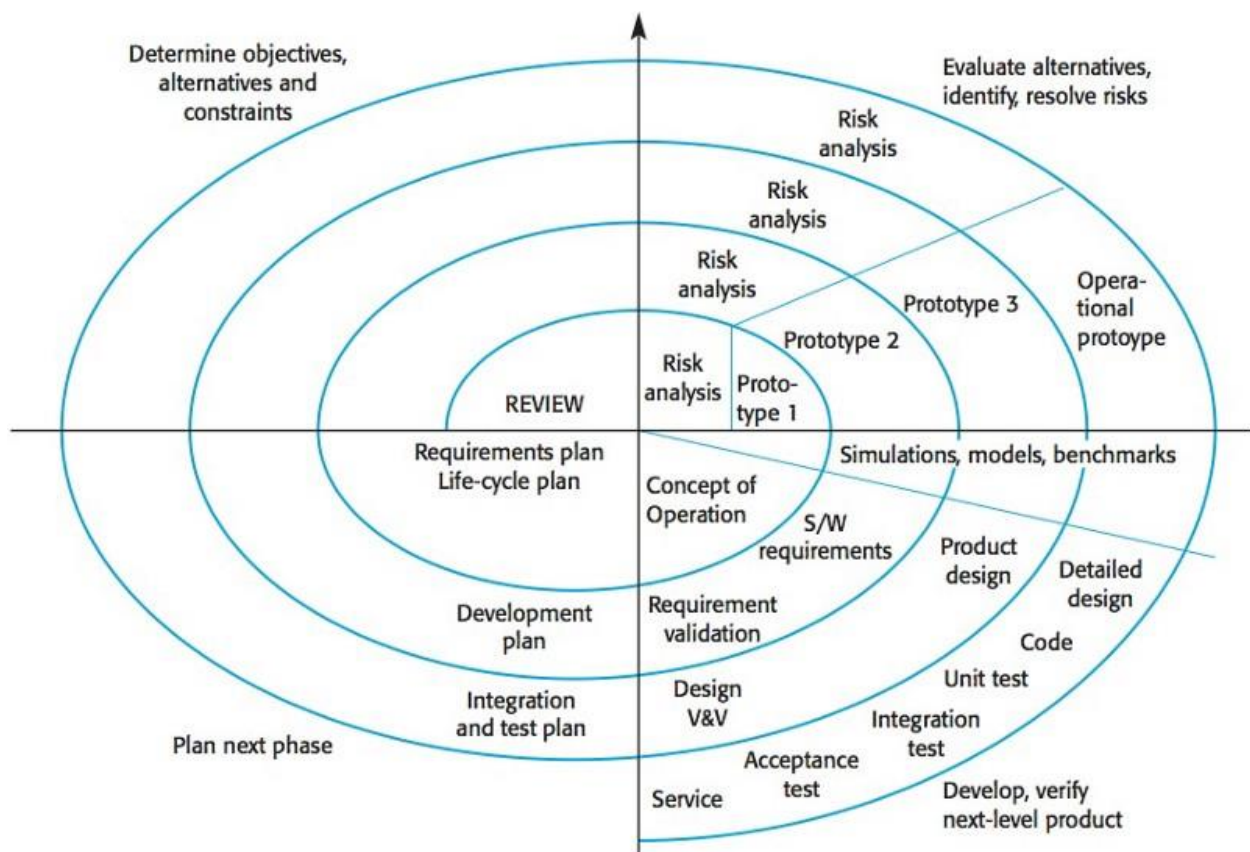 Determine objectives,
alternatives and
constraints
Evaluate alternatives,
identify, resolve risks
Risk
analysis
Risk
analysis
Risk
analysis
Risk
analysis
Proto-
type 1
Prototype 2
Prototype 3
Opera-
tional
protoype
REVIEW
Requirements plan
Life-cycle plan
Simulations, models, benchmarks
Concept of
Operation
S/W
requirements
Product
design
Detailed
design
Development
plan
Requirement
validation
Code
Unit test
Integration
and test plan
Design
V&V
Integration
test
Plan next phase
Acceptance
test
Service
Develop, verify
next-level product